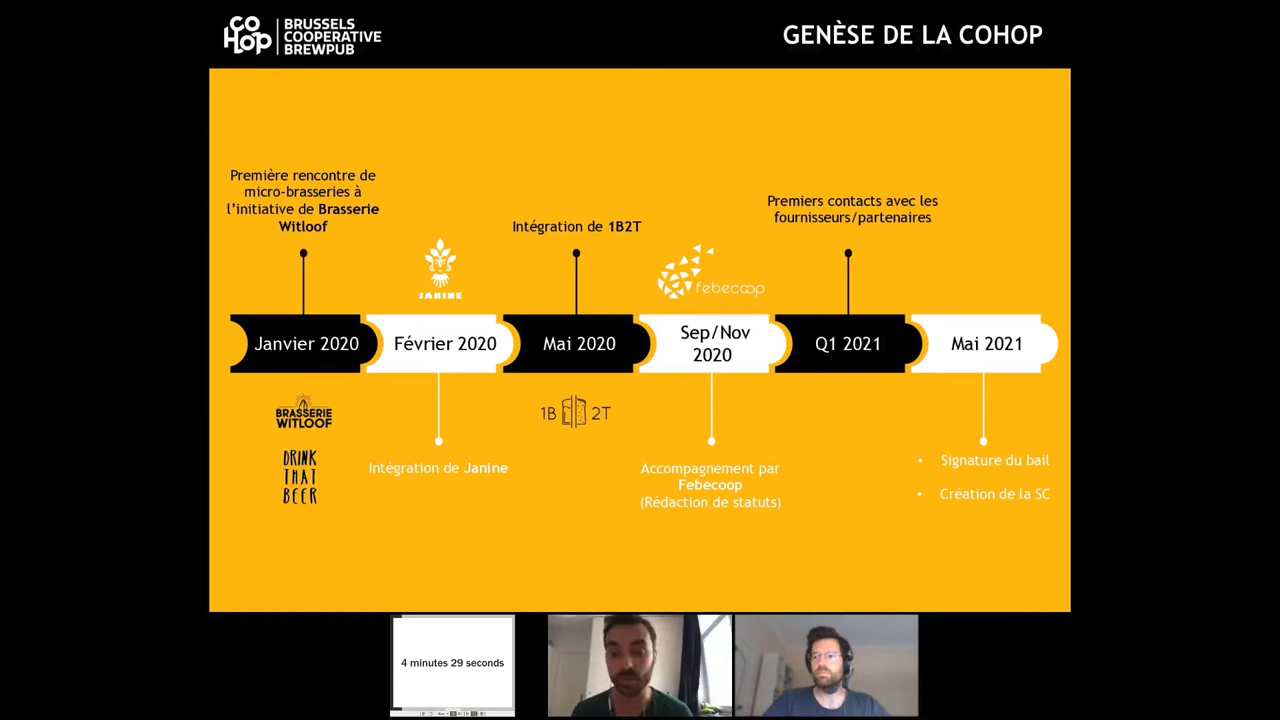 CO
HOP
BRUSSELS
COOPERATIVE
BREWPUB
GENÈSE DE LA COHOP
Première rencontre de
micro-brasseries à
l'initiative de Brasserie
Witloof
JANINE
Intégration de 1B2T
febecoop
Premiers contacts avec les
fournisseurs/partenaires
Janvier 2020
Février 2020
Mai 2020
Sep/Nov
2020
Q1 2021
Mai 2021
BRASSERIE
WITLOOF
DRINK
THAT
BEER
Intégration de Janine
1B 2T
Accompagnement par
Febecoop
(Rédaction de statuts)
• Signature du bail
• Création de la SC
4 minutes 29 seconds